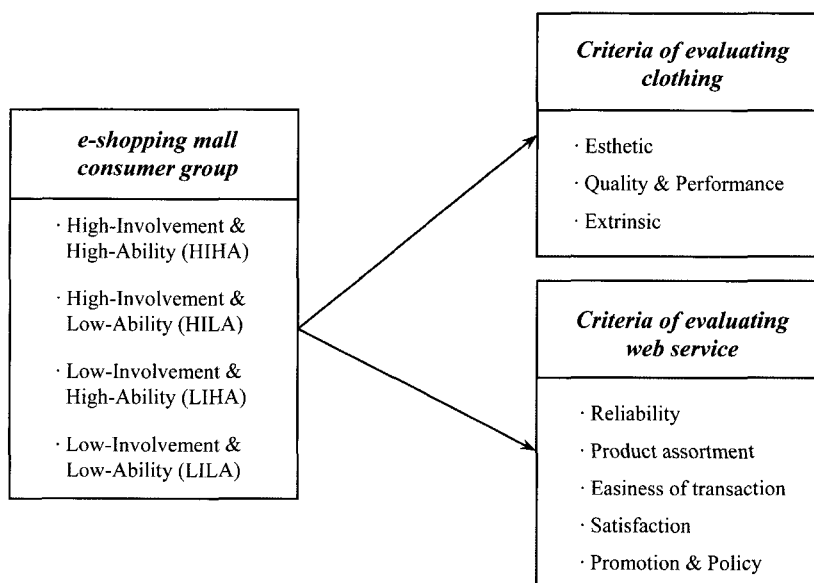 e-shopping mall
consumer group
· High-Involvement &
High-Ability (HIHA)
· High-Involvement &
Low-Ability (HILA)
· Low-Involvement &
High-Ability (LIHA)
· Low-Involvement &
Low-Ability (LILA)
Criteria of evaluating
clothing
· Esthetic
· Quality & Performance
· Extrinsic
Criteria of evaluating
web service
· Reliability
· Product assortment
· Easiness of transaction
· Satisfaction
· Promotion & Policy